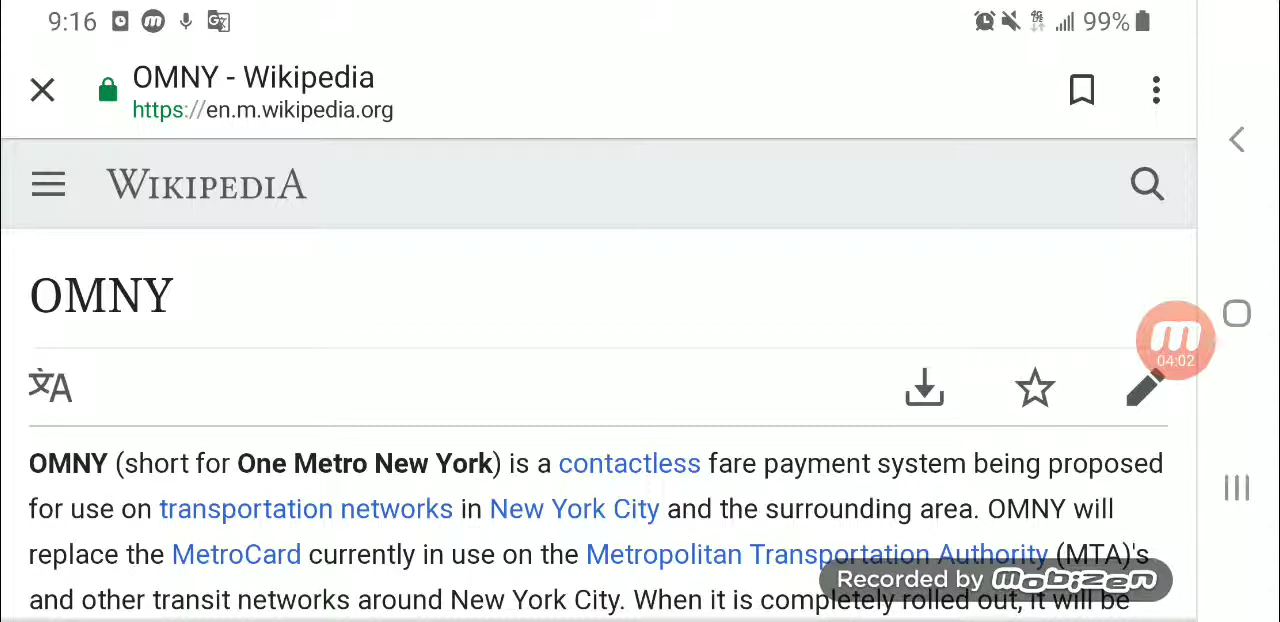 9:16
4G
99%
OMNY - Wikipedia
https://en.m.wikipedia.org
WIKIPEDIA
OMNY
04:02
OMNY (short for One Metro New York) is a contactless fare payment system being proposed
for use on transportation networks in New York City and the surrounding area. OMNY will
replace the MetroCard currently in use on the Metropolitan Transportation Authority (MTA)'s
Recorded by mobizen
and other transit networks around New York City. When it is completely rolled out, it will be